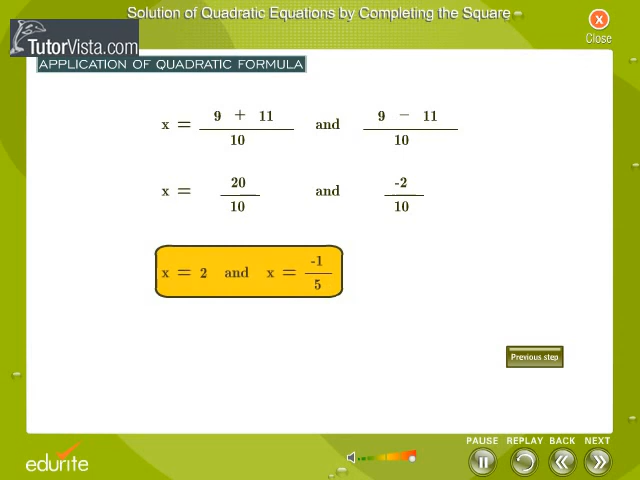 Solution of Quadratic Equations by Completing the Square
x
Close
TutorVista.com
APPLICATION OF QUADRATIC FORMULA
x = 9 + 11 / 10 and 9 − 11 / 10
x = 20 / 10 and -2 / 10
x = 2 and x = -1 / 5
Previous step
PAUSE REPLAY BACK NEXT
edurite